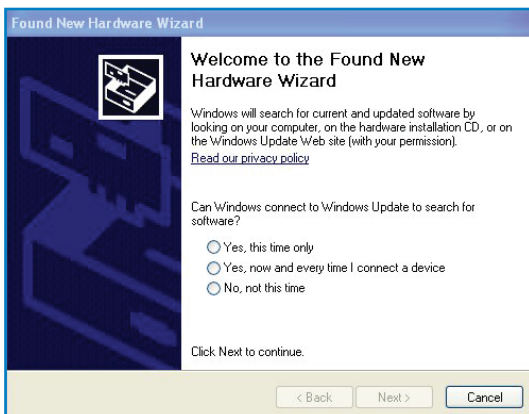 Found New Hardware Wizard
Welcome to the Found New
Hardware Wizard
Windows will search for current and updated software by
looking on your computer, on the hardware installation CD, or on
the Windows Update Web site (with your permission).
Read our privacy policy
Can Windows connect to Windows Update to search for
software?
Yes, this time only
Yes, now and every time I connect a device
No, not this time
Click Next to continue.
< Back Next > Cancel